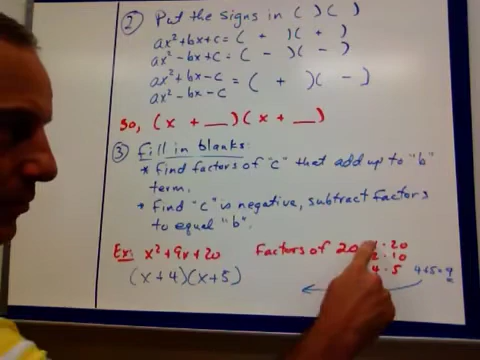 ② Put the signs in ( )( )
ax²+bx+c = ( + )( + )
ax²-bx+c = ( - )( - )
ax²+bx-c = ( + )( - )
ax²-bx-c
So, (x + __)(x + __)
③ Fill in blanks:
* Find factors of "c" that add up to "b"
term.
* Find "c" is negative, subtract factors
to equal "b".
Ex: x²+9x+20 Factors of 20 1·20
2·10
(x+4)(x+5) 4·5 4+5=9